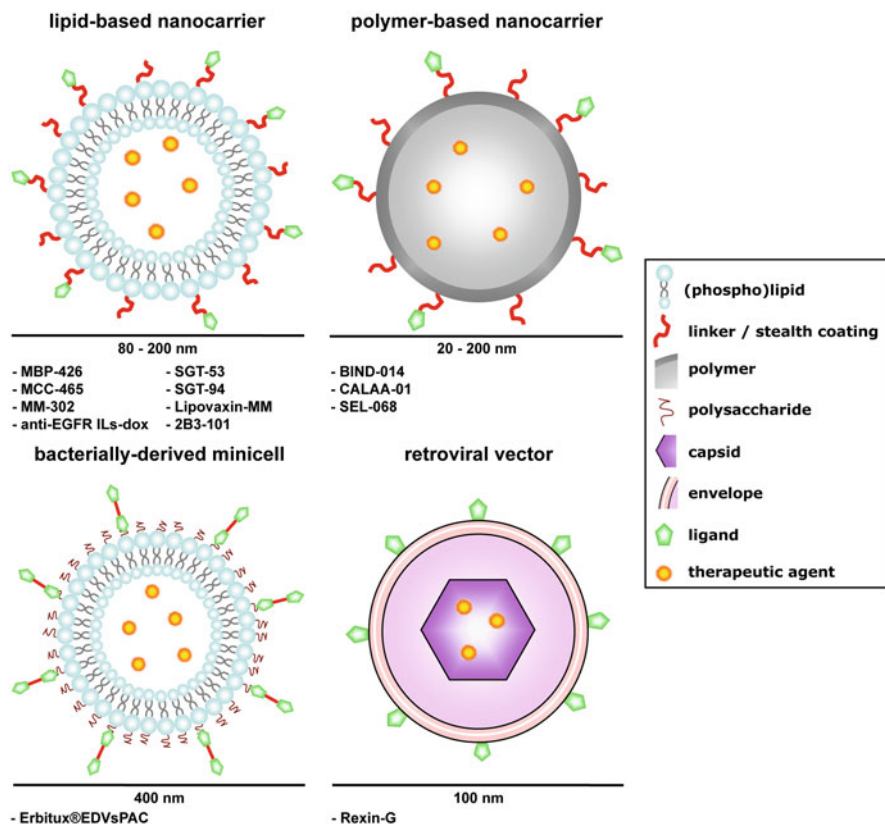 lipid-based nanocarrier
80 - 200 nm
- MBP-426
- MCC-465
- MM-302
- anti-EGFR ILs-dox
- SGT-53
- SGT-94
- Lipovaxin-MM
- 2B3-101
polymer-based nanocarrier
20 - 200 nm
- BIND-014
- CALAA-01
- SEL-068
bacterially-derived minicell
400 nm
- Erbitux®EDVsPAC
retroviral vector
100 nm
- Rexin-G
(phospho)lipid
linker / stealth coating
polymer
polysaccharide
capsid
envelope
ligand
therapeutic agent